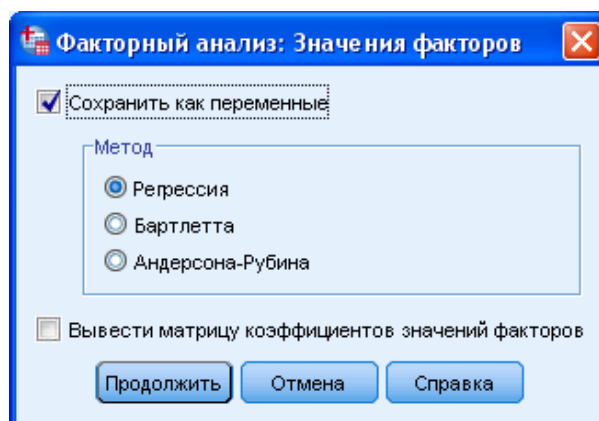 Факторный анализ: Значения факторов
Сохранить как переменные
Метод
Регрессия
Бартлетта
Андерсона-Рубина
Вывести матрицу коэффициентов значений факторов
Продолжить Отмена Справка